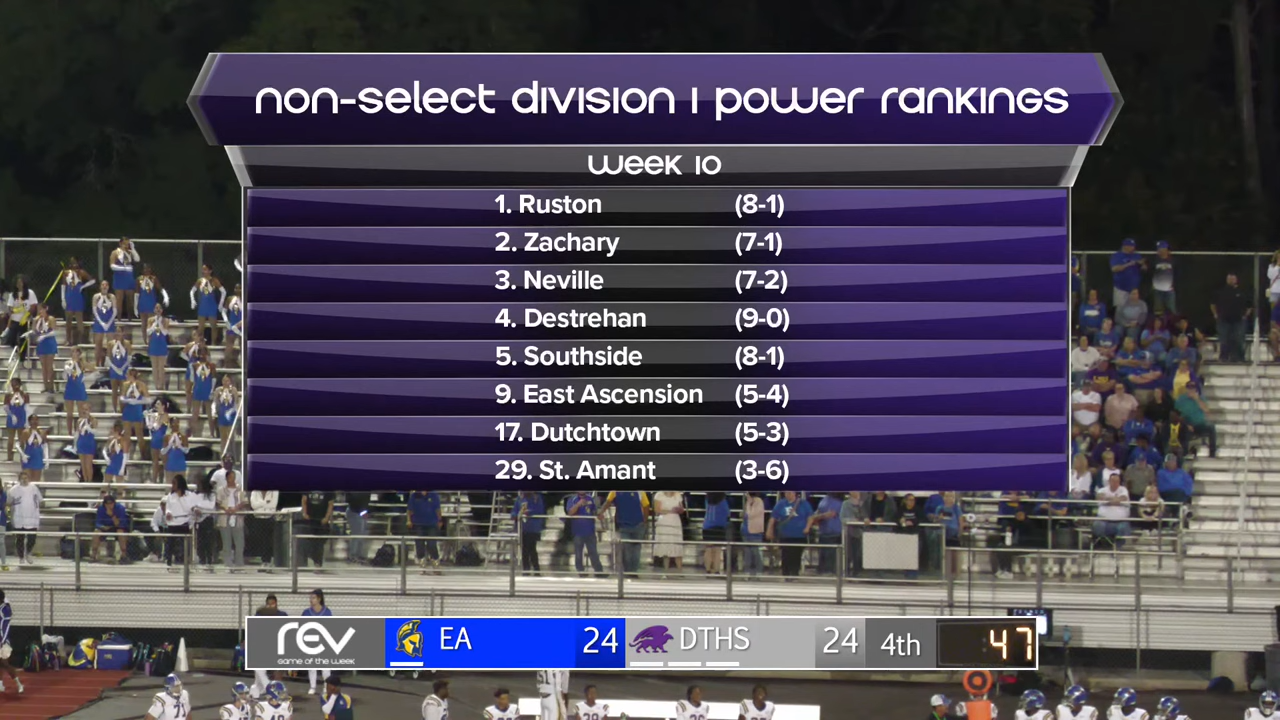 non-select division 1 power rankings
week 10
1. Ruston (8-1)
2. Zachary (7-1)
3. Neville (7-2)
4. Destrehan (9-0)
5. Southside (8-1)
9. East Ascension (5-4)
17. Dutchtown (5-3)
29. St. Amant (3-6)
rev
game of the week
EA 24 DTHS 24 4th 47
71